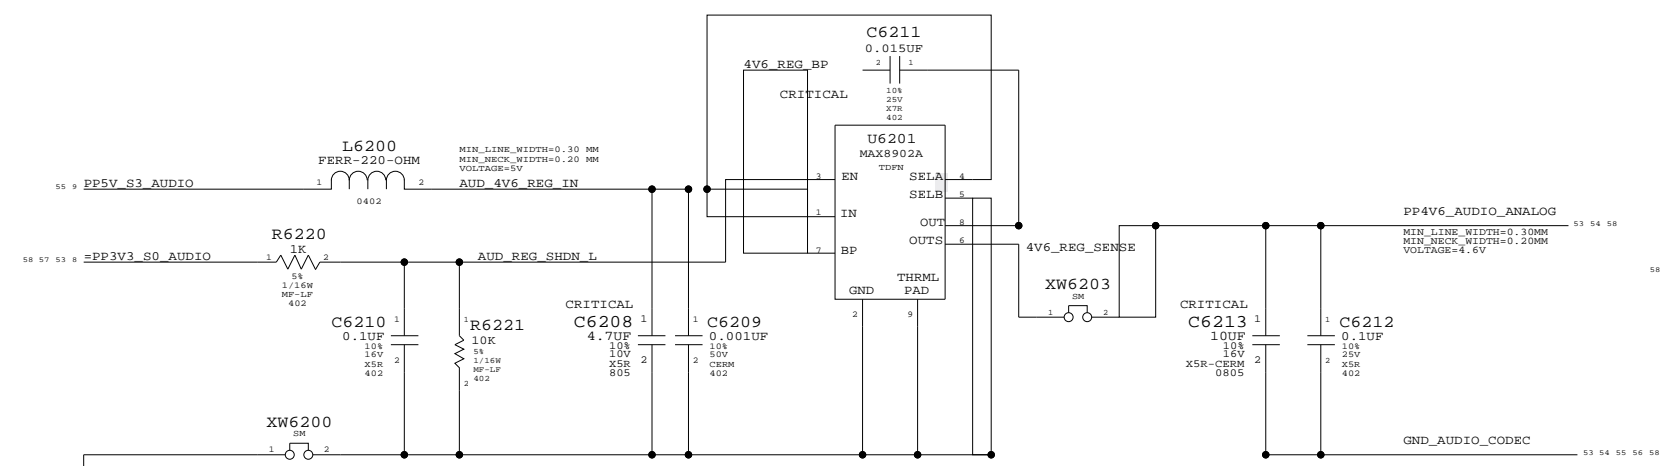 C6211
0.015UF
2 1
4V6_REG_BP
CRITICAL
10%
25V
X7R
402
U6201
MAX8902A
TDFN
3 EN
SELA 4
SELB 5
1 IN
OUT 8
OUTS 6
7 BP
THRML
GND PAD
2 9
L6200
FERR-220-OHM
1 2
0402
MIN_LINE_WIDTH=0.30 MM
MIN_NECK_WIDTH=0.20 MM
VOLTAGE=5V
55 9 PP5V_S3_AUDIO
AUD_4V6_REG_IN
R6220
1K
58 57 53 8 =PP3V3_S0_AUDIO
1 2
5%
1/16W
MF-LF
402
AUD_REG_SHDN_L
C6210
0.1UF
10%
16V
X5R
402
1
2
1
R6221
10K
5%
1/16W
MF-LF
402
2
CRITICAL
C6208
4.7UF
10%
10V
X5R
805
1
2
1
2
C6209
0.001UF
10%
50V
CERM
402
4V6_REG_SENSE
XW6203
SM
1 2
PP4V6_AUDIO_ANALOG 53 54 58
MIN_LINE_WIDTH=0.30MM
MIN_NECK_WIDTH=0.20MM
VOLTAGE=4.6V
58
CRITICAL
C6213
10UF
10%
16V
X5R-CERM
0805
1
2
1
2
C6212
0.1UF
10%
25V
X5R
402
XW6200
SM
1 2
GND_AUDIO_CODEC 53 54 55 56 58